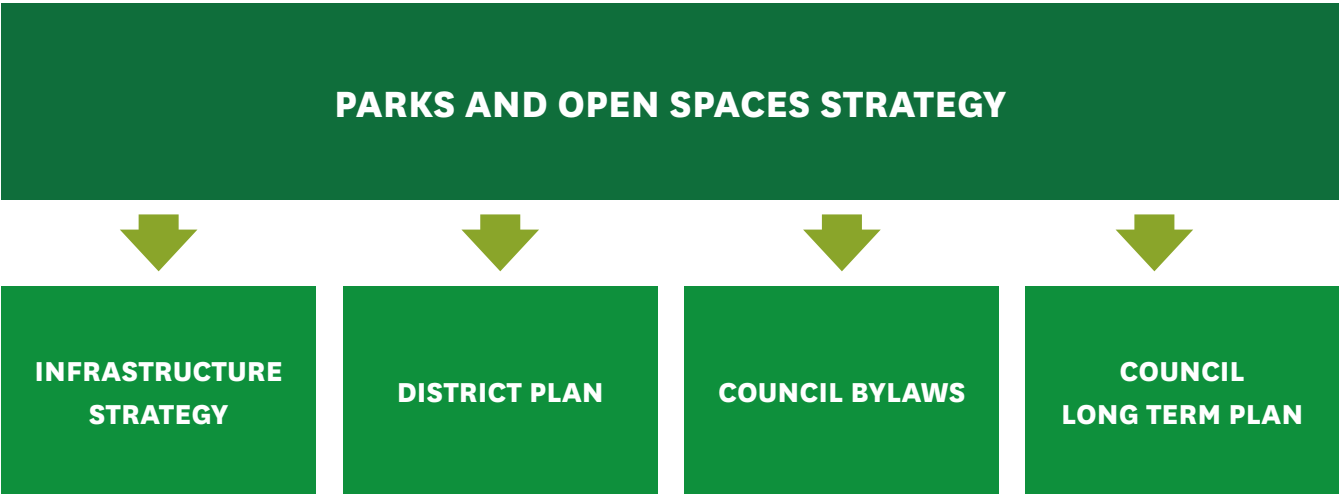 PARKS AND OPEN SPACES STRATEGY
INFRASTRUCTURE
STRATEGY
DISTRICT PLAN
COUNCIL BYLAWS
COUNCIL
LONG TERM PLAN